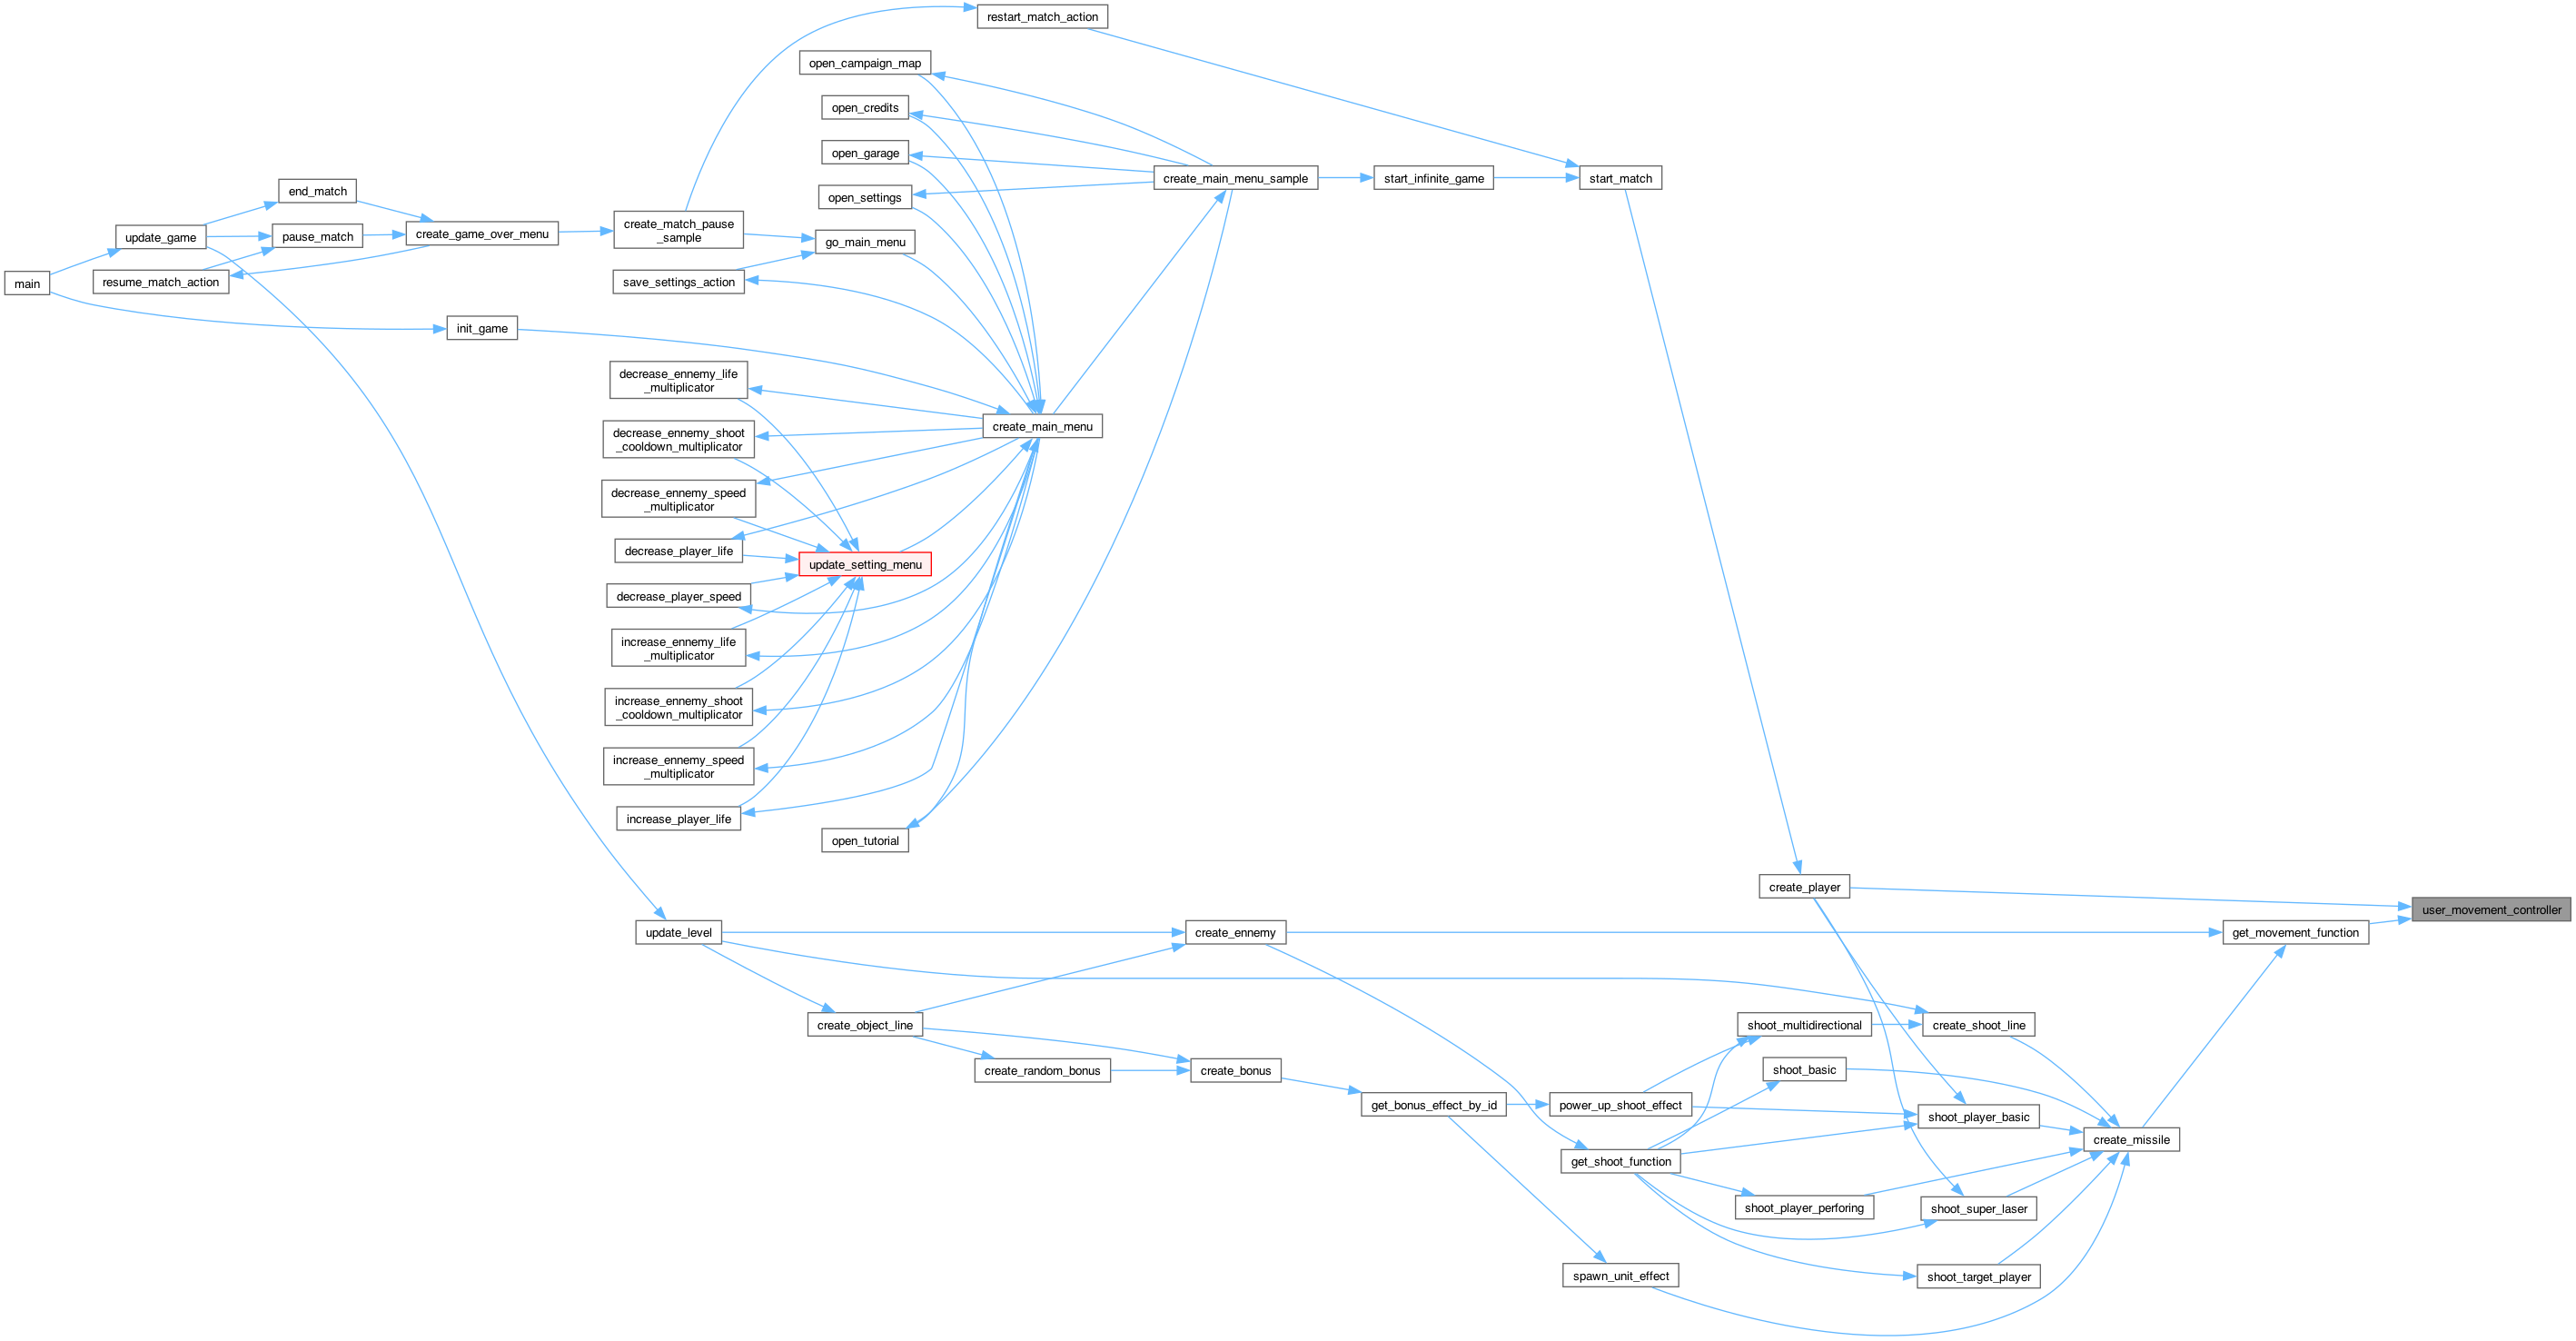 restart_match_action
open_campaign_map
open_credits
open_garage
create_main_menu_sample
start_infinite_game
start_match
end_match
open_settings
create_match_pause
_sample
update_game
pause_match
create_game_over_menu
go_main_menu
main
resume_match_action
save_settings_action
init_game
decrease_ennemy_life
_multiplicator
create_main_menu
decrease_ennemy_shoot
_cooldown_multiplicator
decrease_ennemy_speed
_multiplicator
decrease_player_life
update_setting_menu
decrease_player_speed
increase_ennemy_life
_multiplicator
increase_ennemy_shoot
_cooldown_multiplicator
increase_ennemy_speed
_multiplicator
increase_player_life
open_tutorial
create_player
user_movement_controller
update_level
create_ennemy
get_movement_function
create_object_line
shoot_multidirectional
create_shoot_line
create_random_bonus
create_bonus
shoot_basic
get_bonus_effect_by_id
power_up_shoot_effect
shoot_player_basic
create_missile
get_shoot_function
shoot_player_perforing
shoot_super_laser
spawn_unit_effect
shoot_target_player